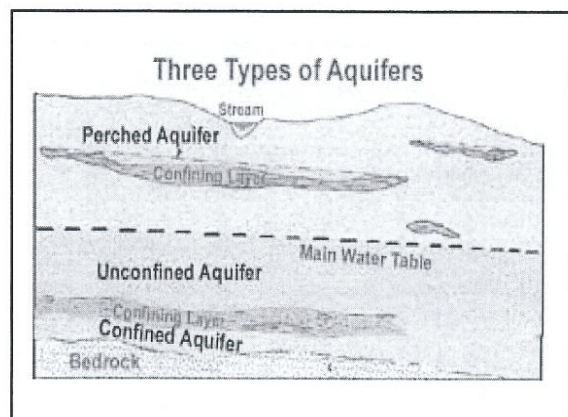 Three Types of Aquifers
Stream
Perched Aquifer
Confining Layer
Main Water Table
Unconfined Aquifer
Confining Layer
Confined Aquifer
Bedrock